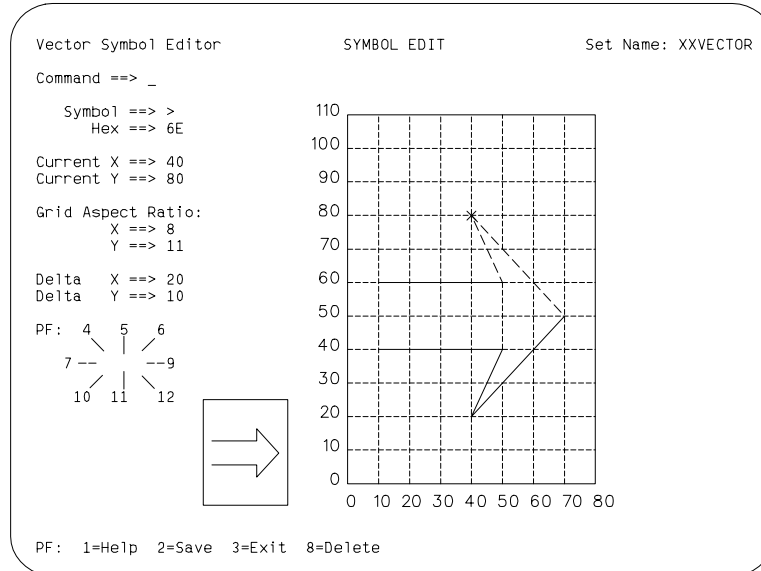 Vector Symbol Editor SYMBOL EDIT Set Name: XXVECTOR
Command ==> _
Symbol ==> >
Hex ==> 6E
Current X ==> 40
Current Y ==> 80
Grid Aspect Ratio:
X ==> 8
Y ==> 11
Delta X ==> 20
Delta Y ==> 10
PF: 4 5 6
7 -- --9
10 11 12
110
100
90
80
70
60
50
40
30
20
10
0
0 10 20 30 40 50 60 70 80
PF: 1=Help 2=Save 3=Exit 8=Delete